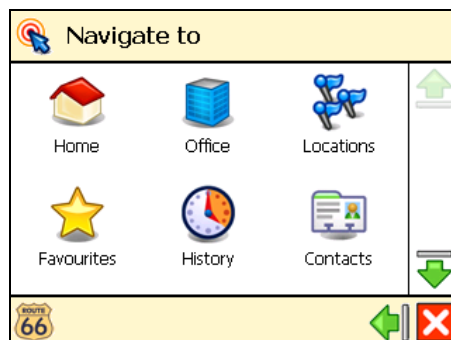 Navigate to
Home Office Locations
Favourites History Contacts
ROUTE
66